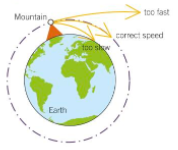 Mountain
too fast
correct speed
too slow
Earth